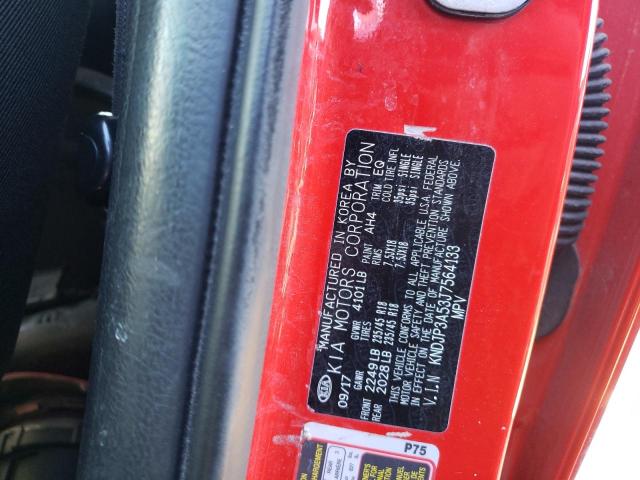 KIA
MANUFACTURED IN KOREA BY
KIA MOTORS CORPORATION
09/17 4101LB PAINT AH4 TRIM EQ
GVWR
GAWR TIRES RIMS COLD TIRE INFL
FRONT 2249LB 235/45 R18 7.5JX18 35psi SINGLE
REAR 2028LB 235/45 R18 7.5JX18 35psi SINGLE
THIS VEHICLE CONFORMS TO ALL APPLICABLE U.S.A. FEDERAL
MOTOR VEHICLE SAFETY AND THEFT PREVENTION STANDARDS
IN EFFECT ON THE DATE OF MANUFACTURE SHOWN ABOVE.
V.I.N KNDJP3A53J7564133
MPV
P75